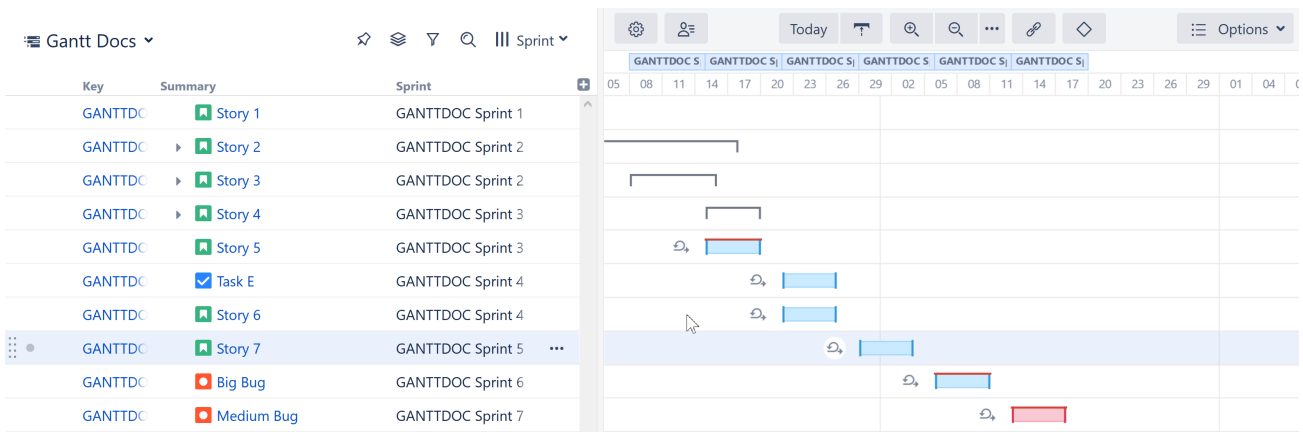 Gantt Docs
Sprint
Today
Options
GANTTDOC S GANTTDOC S GANTTDOC S GANTTDOC S GANTTDOC S GANTTDOC S
Key Summary Sprint
05 08 11 14 17 20 23 26 29 02 05 08 11 14 17 20 23 26 29 01 04
GANTTDC Story 1 GANTTDOC Sprint 1
GANTTDC Story 2 GANTTDOC Sprint 2
GANTTDC Story 3 GANTTDOC Sprint 2
GANTTDC Story 4 GANTTDOC Sprint 3
GANTTDC Story 5 GANTTDOC Sprint 3
GANTTDC Task E GANTTDOC Sprint 4
GANTTDC Story 6 GANTTDOC Sprint 4
GANTTDC Story 7 GANTTDOC Sprint 5
GANTTDC Big Bug GANTTDOC Sprint 6
GANTTDC Medium Bug GANTTDOC Sprint 7